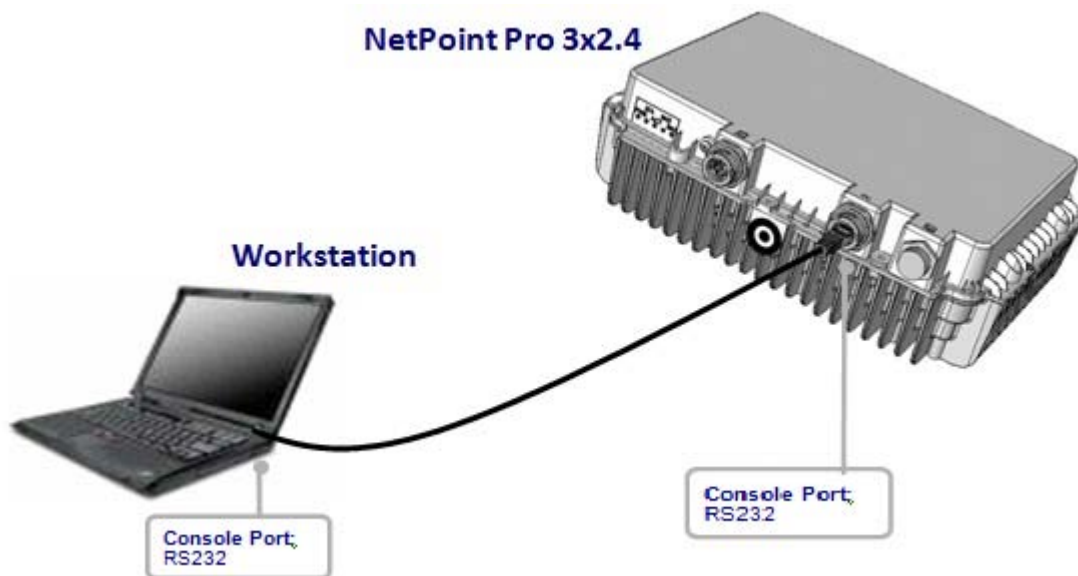 NetPoint Pro 3x2.4
Workstation
Console Port;
RS232
Console Port;
RS232